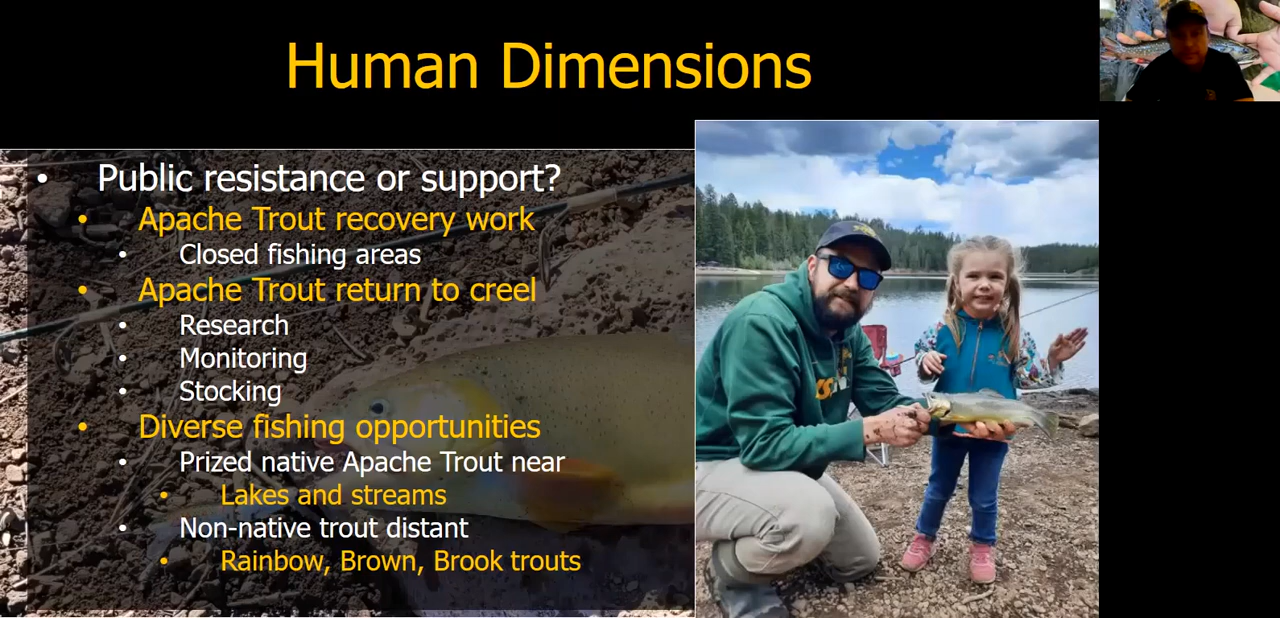 Human Dimensions
• Public resistance or support?
• Apache Trout recovery work
• Closed fishing areas
• Apache Trout return to creel
• Research
• Monitoring
• Stocking
• Diverse fishing opportunities
• Prized native Apache Trout near
• Lakes and streams
• Non-native trout distant
• Rainbow, Brown, Brook trouts